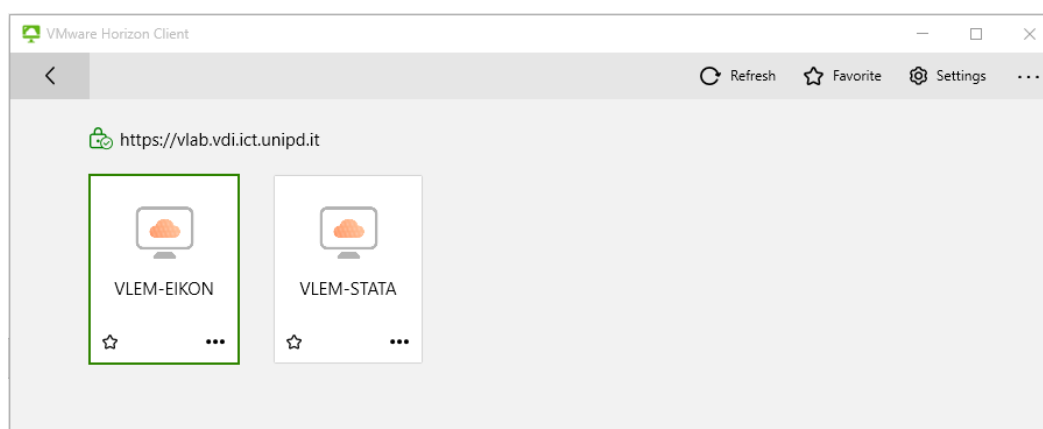 VMware Horizon Client
Refresh Favorite Settings
https://vlab.vdi.ict.unipd.it
VLEM-EIKON VLEM-STATA